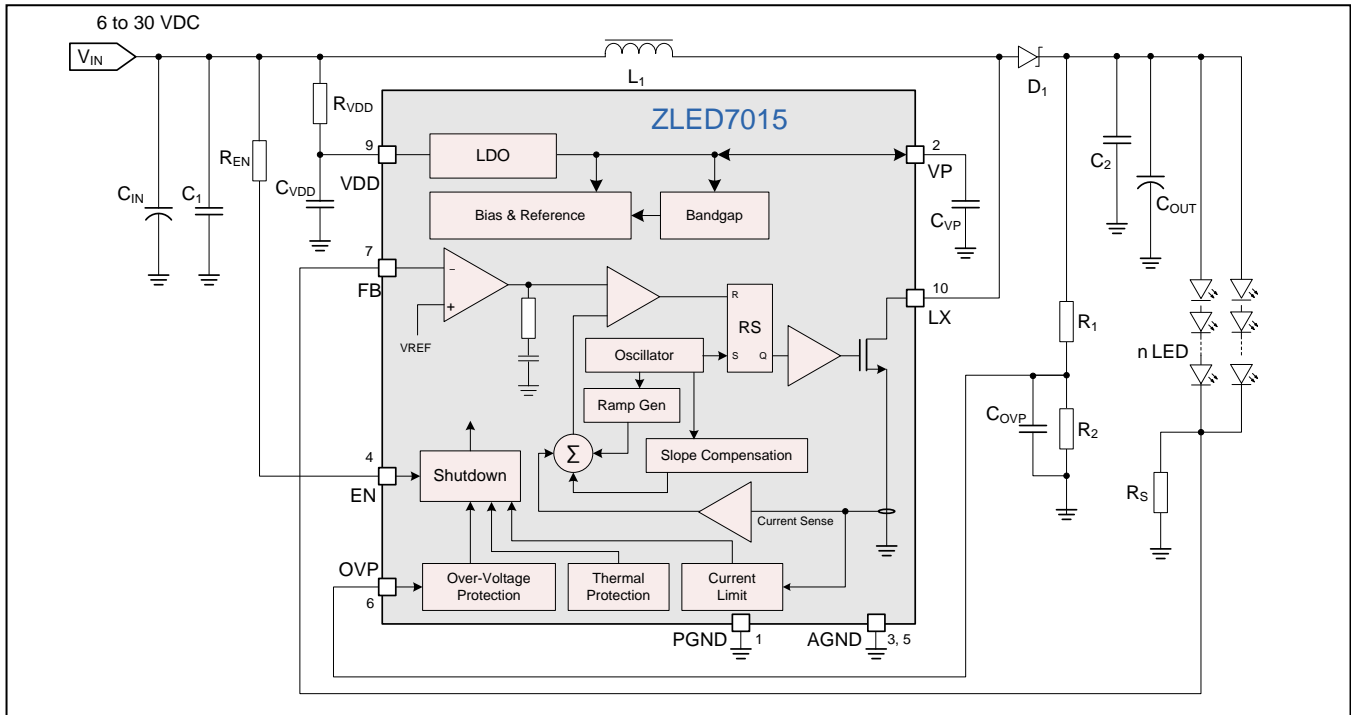 6 to 30 VDC
VIN
L1
D1
RVDD
REN
ZLED7015
CIN
C1
CVDD
9
VDD
LDO
2
VP
Bias & Reference
Bandgap
CVP
C2
COUT
7
FB
−
+
VREF
R
RS
S
Q
10
LX
R1
n LED
Oscillator
Ramp Gen
COVP
R2
4
EN
Shutdown
Σ
Slope Compensation
Current Sense
RS
OVP
6
Over-Voltage
Protection
Thermal
Protection
Current
Limit
PGND
1
AGND
3, 5